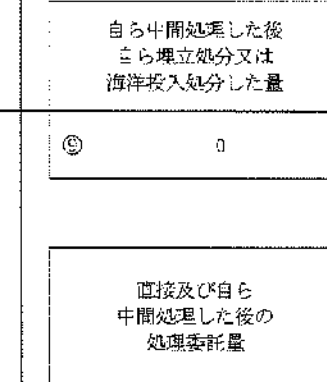 自ら中間処理した後
自ら埋立処分又は
海洋投入処分した量
⑨ 0
直接及び自ら
中間処理した後の
処理委託量